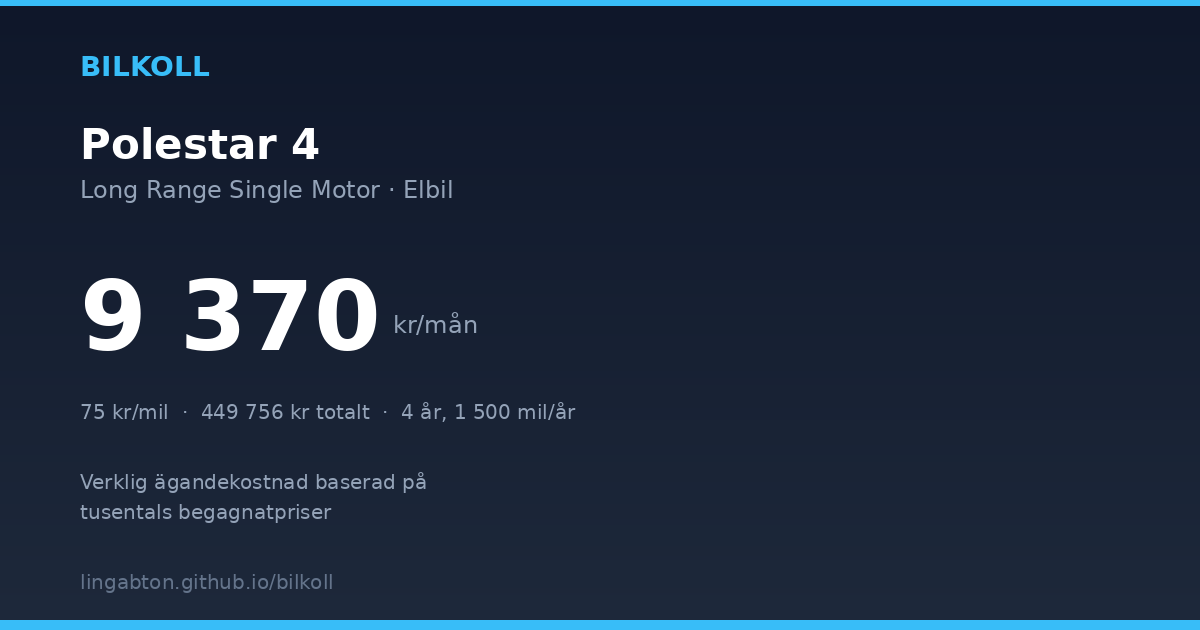 BILKOLL
Polestar 4
Long Range Single Motor · Elbil
9 370 kr/mån
75 kr/mil · 449 756 kr totalt · 4 år, 1 500 mil/år
Verklig ägandekostnad baserad på
tusentals begagnatpriser
lingabton.github.io/bilkoll